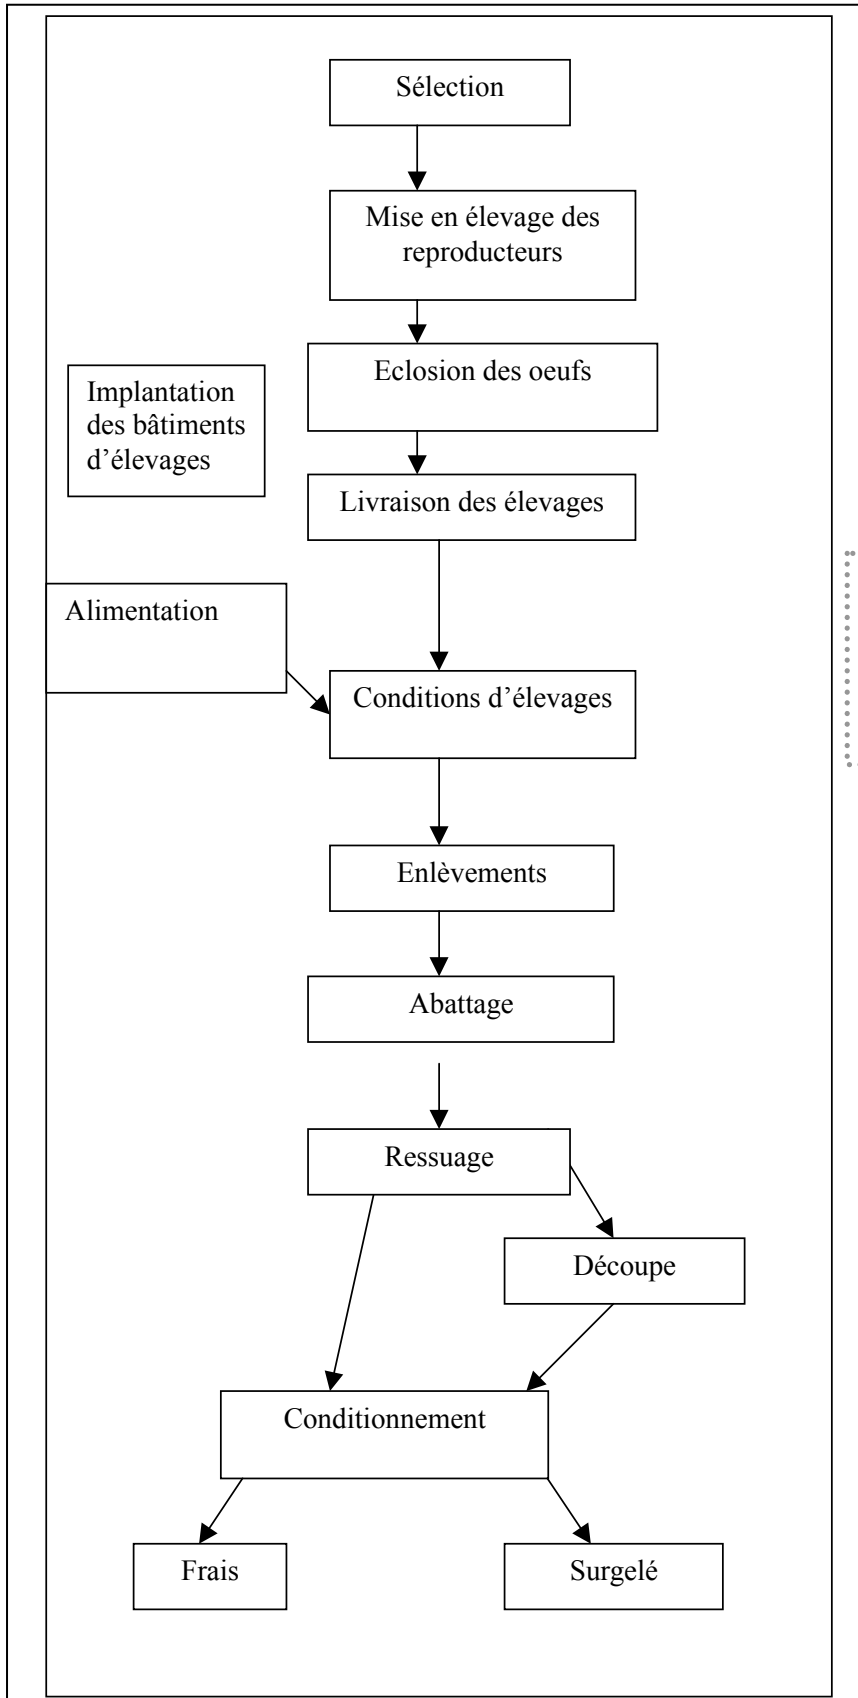 Sélection
Mise en élevage des
reproducteurs
Eclosion des oeufs
Implantation
des bâtiments
d’élevages
Livraison des élevages
Alimentation
Conditions d’élevages
Enlèvements
Abattage
Ressuage
Découpe
Conditionnement
Frais
Surgelé